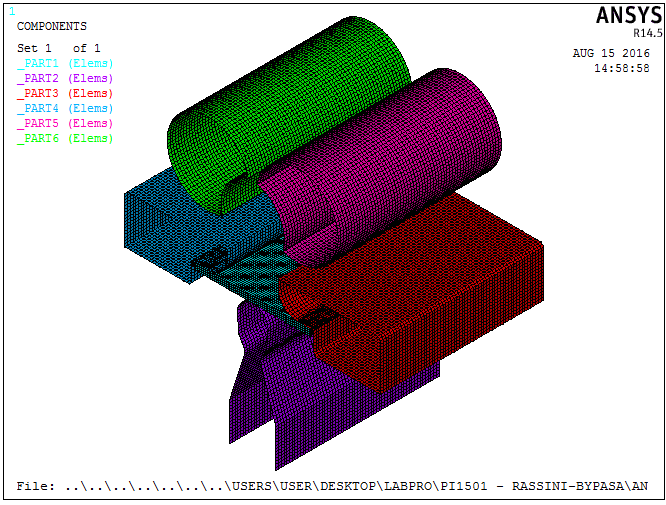 1
COMPONENTS
Set 1 of 1
_PART1 (Elems)
_PART2 (Elems)
_PART3 (Elems)
_PART4 (Elems)
_PART5 (Elems)
_PART6 (Elems)
ANSYS
R14.5
AUG 15 2016
14:58:58
File: ..\..\..\..\..\..\..\USERS\USER\DESKTOP\LABPRO\PI1501 - RASSINI-BYPASA\AN